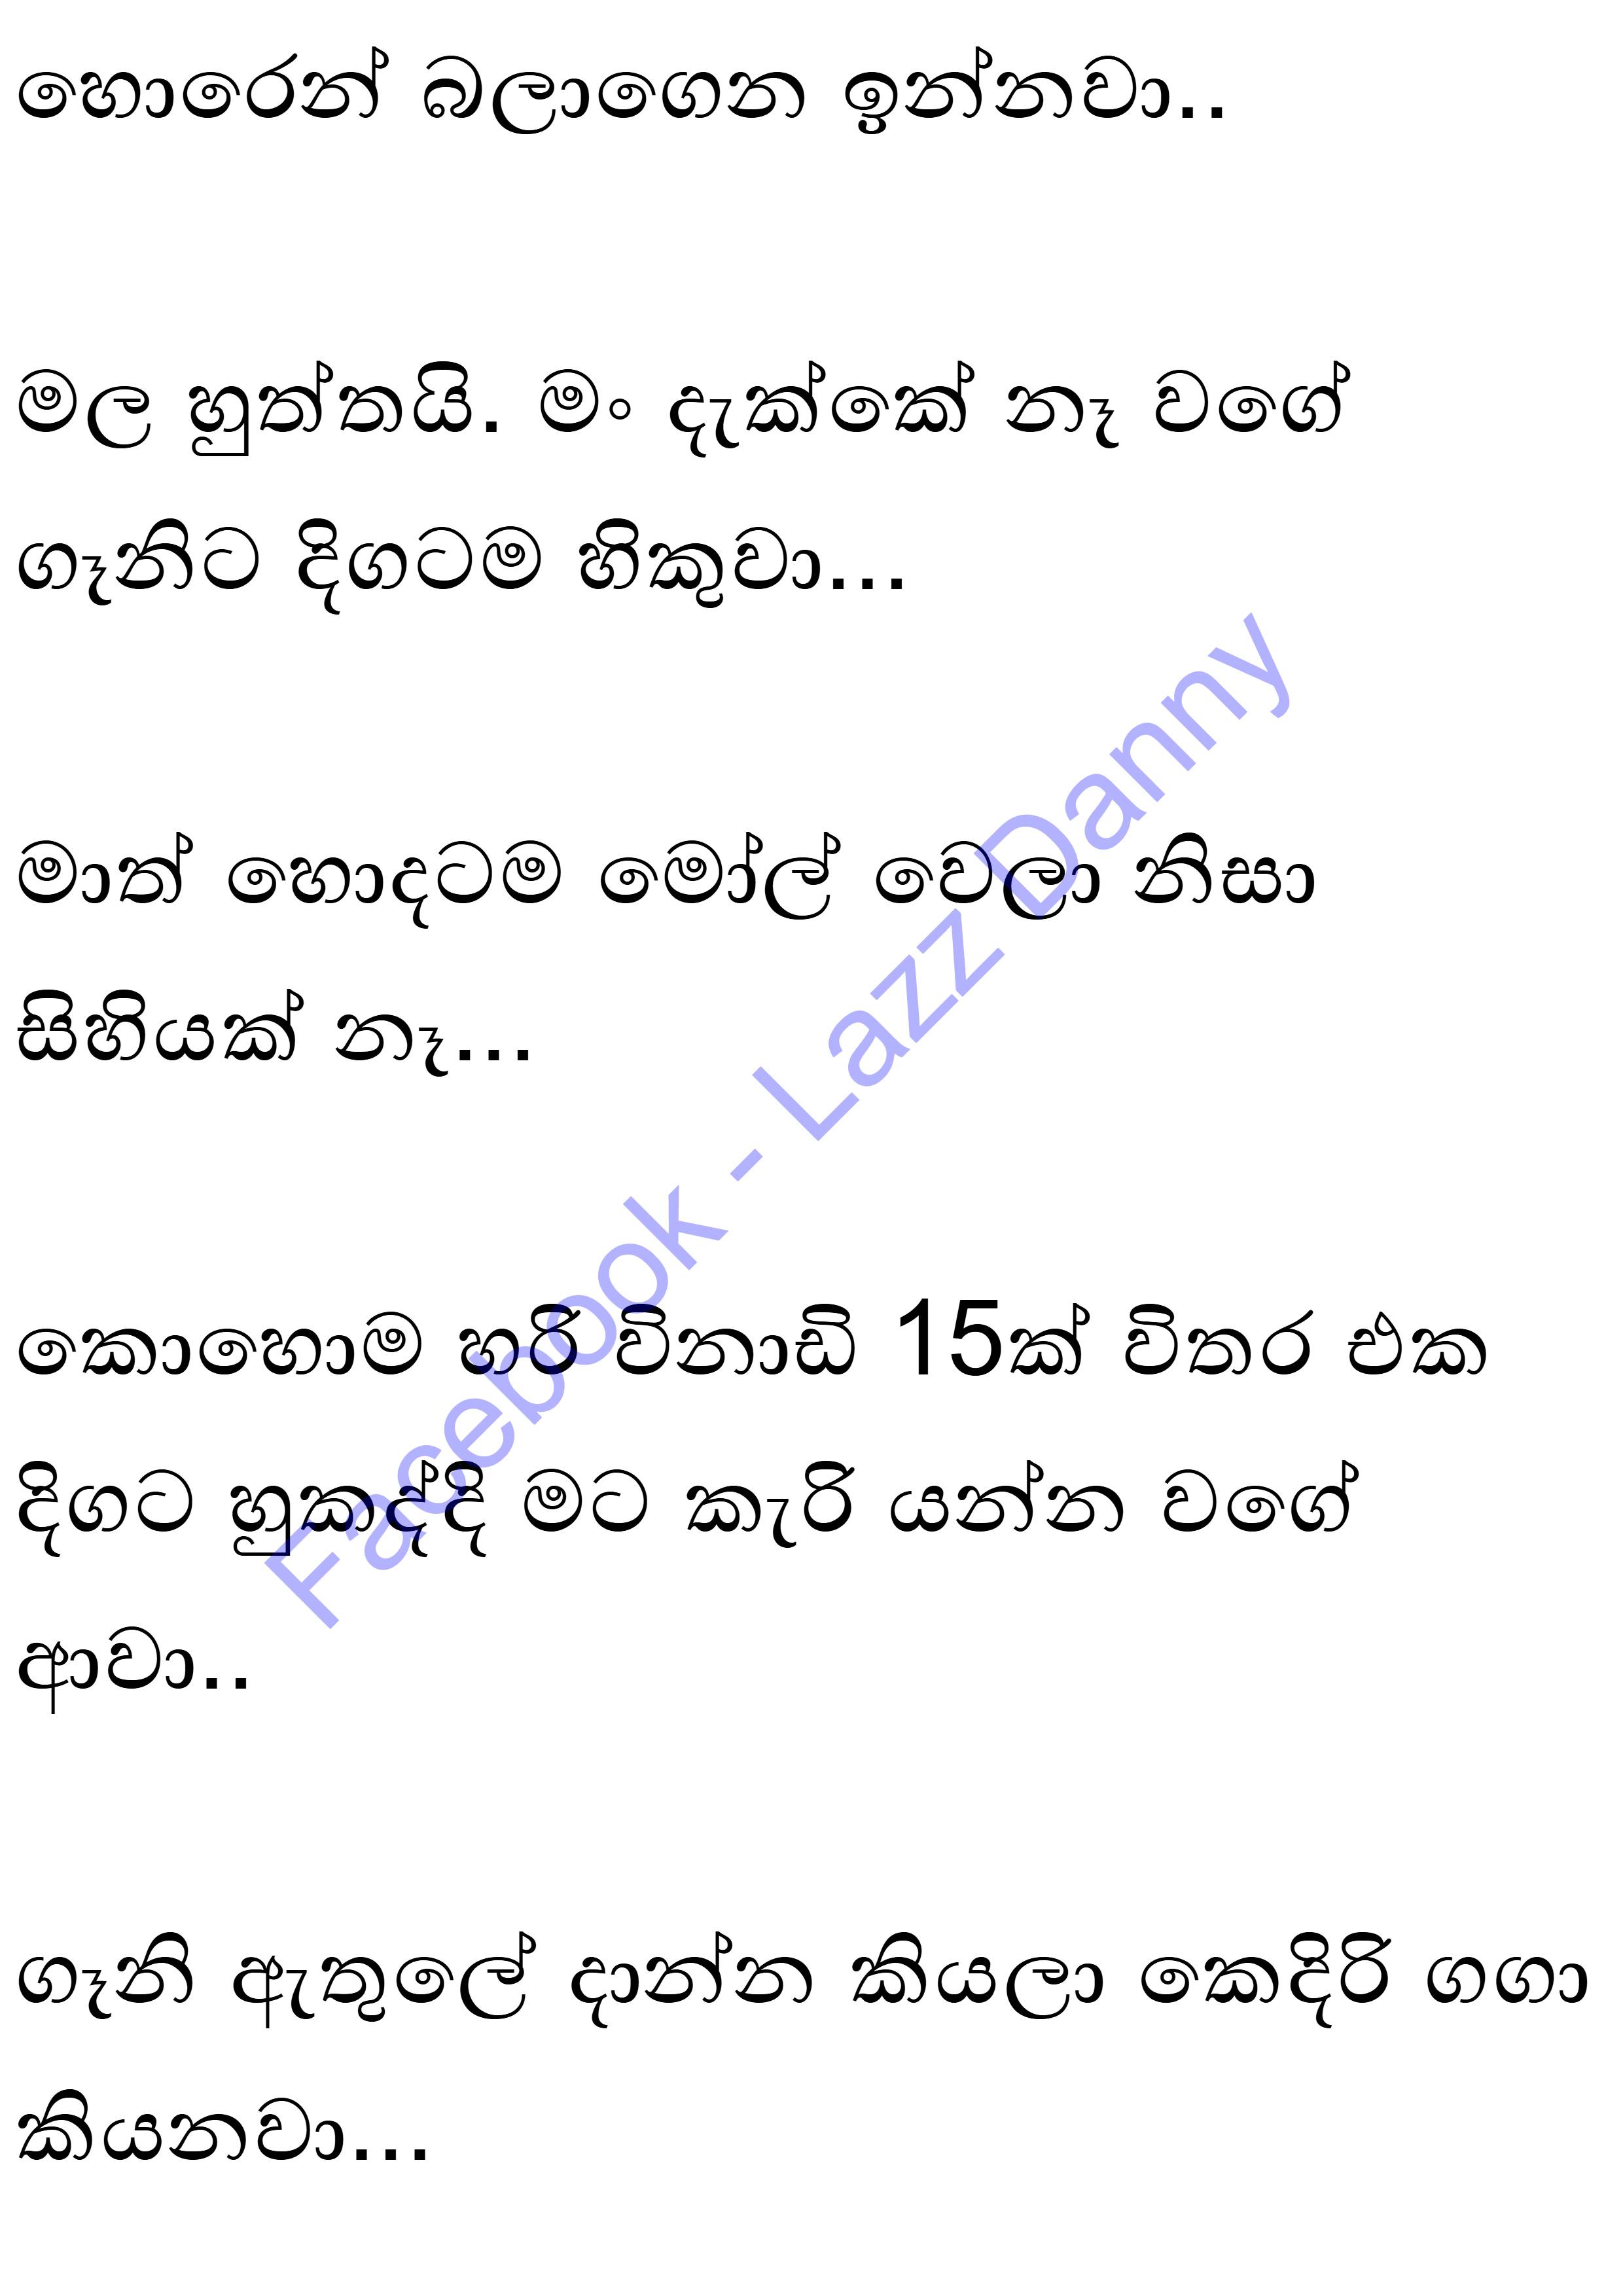 හොරෙන් බලාගෙන ඉන්නවා..
මල හුත්තයි. මං දැක්කේ නෑ වගේ
ගෑනිට දිගටම හිකුවා...
මාත් හොදටම මෝල් වෙලා නිසා
සිහියක් නෑ...
කොහොම හරි විනාඩි 15ක් විතර එක
දිගට හුකද්දි මට කැරි යන්න වගේ
ආවා..
ගෑනි ඇතුලේ දාන්න කියලා කෙදිරි ගගා
කියනවා...
Facebook - Lazz Danny